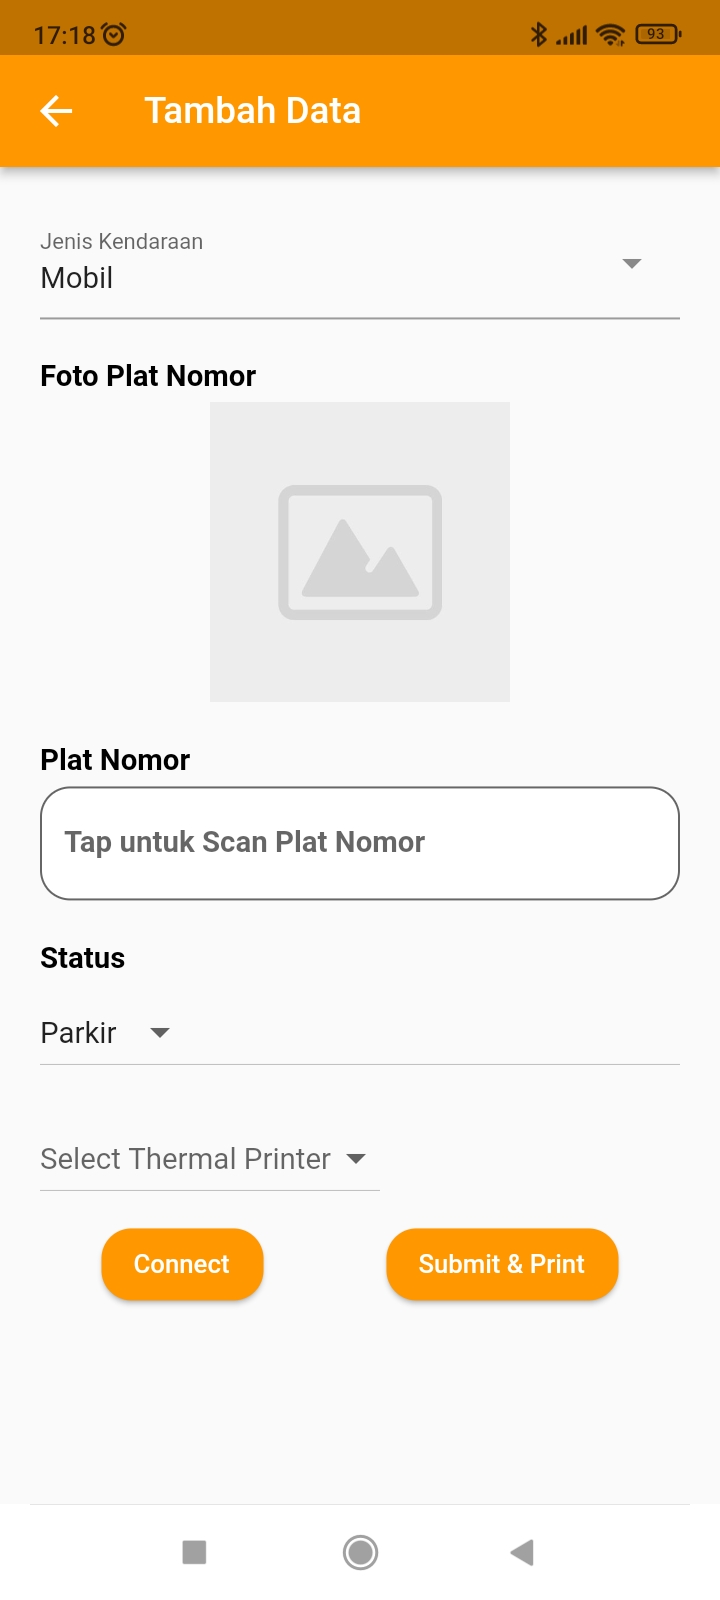 17:18
93
Tambah Data
Jenis Kendaraan
Mobil
Foto Plat Nomor
Plat Nomor
Tap untuk Scan Plat Nomor
Status
Parkir
Select Thermal Printer
Connect
Submit & Print